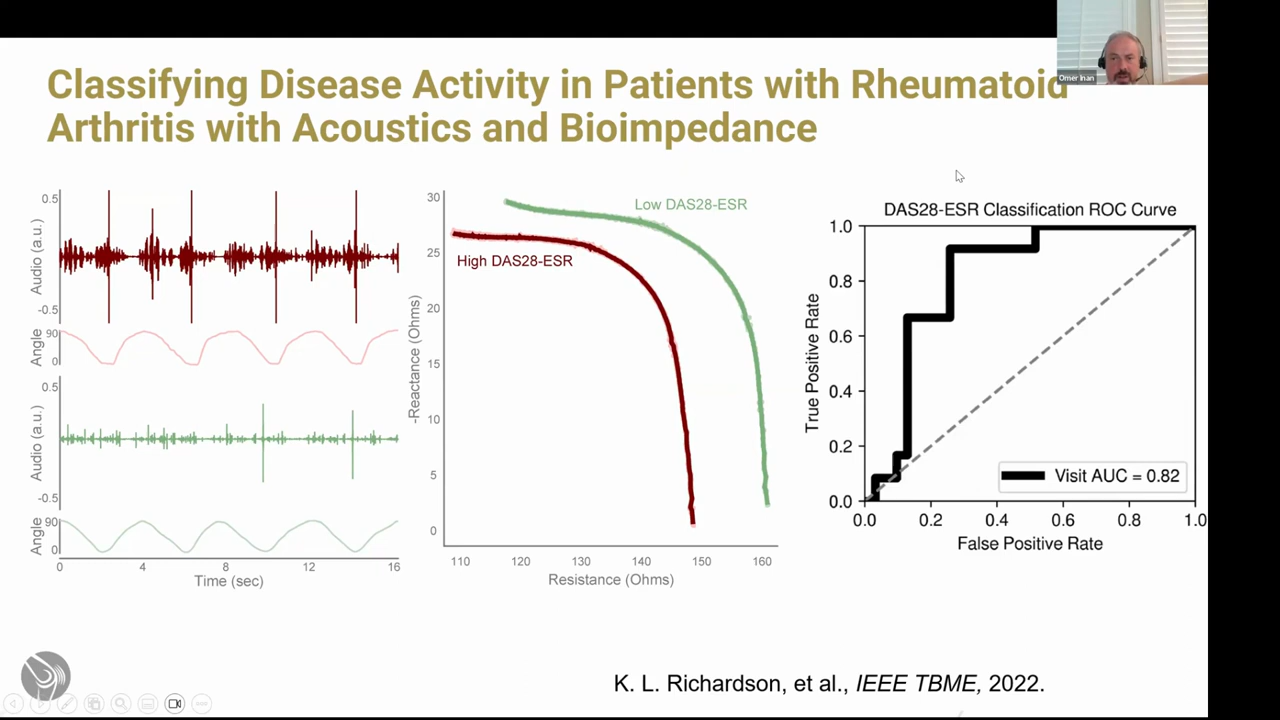 Omer Inan
Classifying Disease Activity in Patients with Rheumatoid
Arthritis with Acoustics and Bioimpedance
0.5
Audio (a.u.)
-0.5
Angle
90
0
0.5
Audio (a.u.)
-0.5
Angle
90
0
0 4 8 12 16
Time (sec)
30
25
20
15
10
5
0
-Reactance (Ohms)
Low DAS28-ESR
High DAS28-ESR
110 120 130 140 150 160
Resistance (Ohms)
DAS28-ESR Classification ROC Curve
1.0
0.8
0.6
0.4
0.2
0.0
True Positive Rate
Visit AUC = 0.82
0.0 0.2 0.4 0.6 0.8 1.0
False Positive Rate
K. L. Richardson, et al., IEEE TBME, 2022.